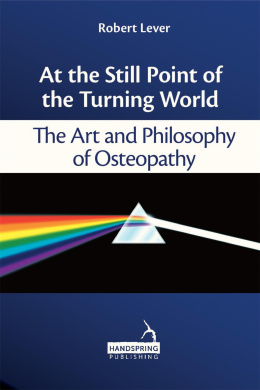 Robert Lever
At the Still Point of
the Turning World
The Art and Philosophy
of Osteopathy
HANDSPRING
PUBLISHING